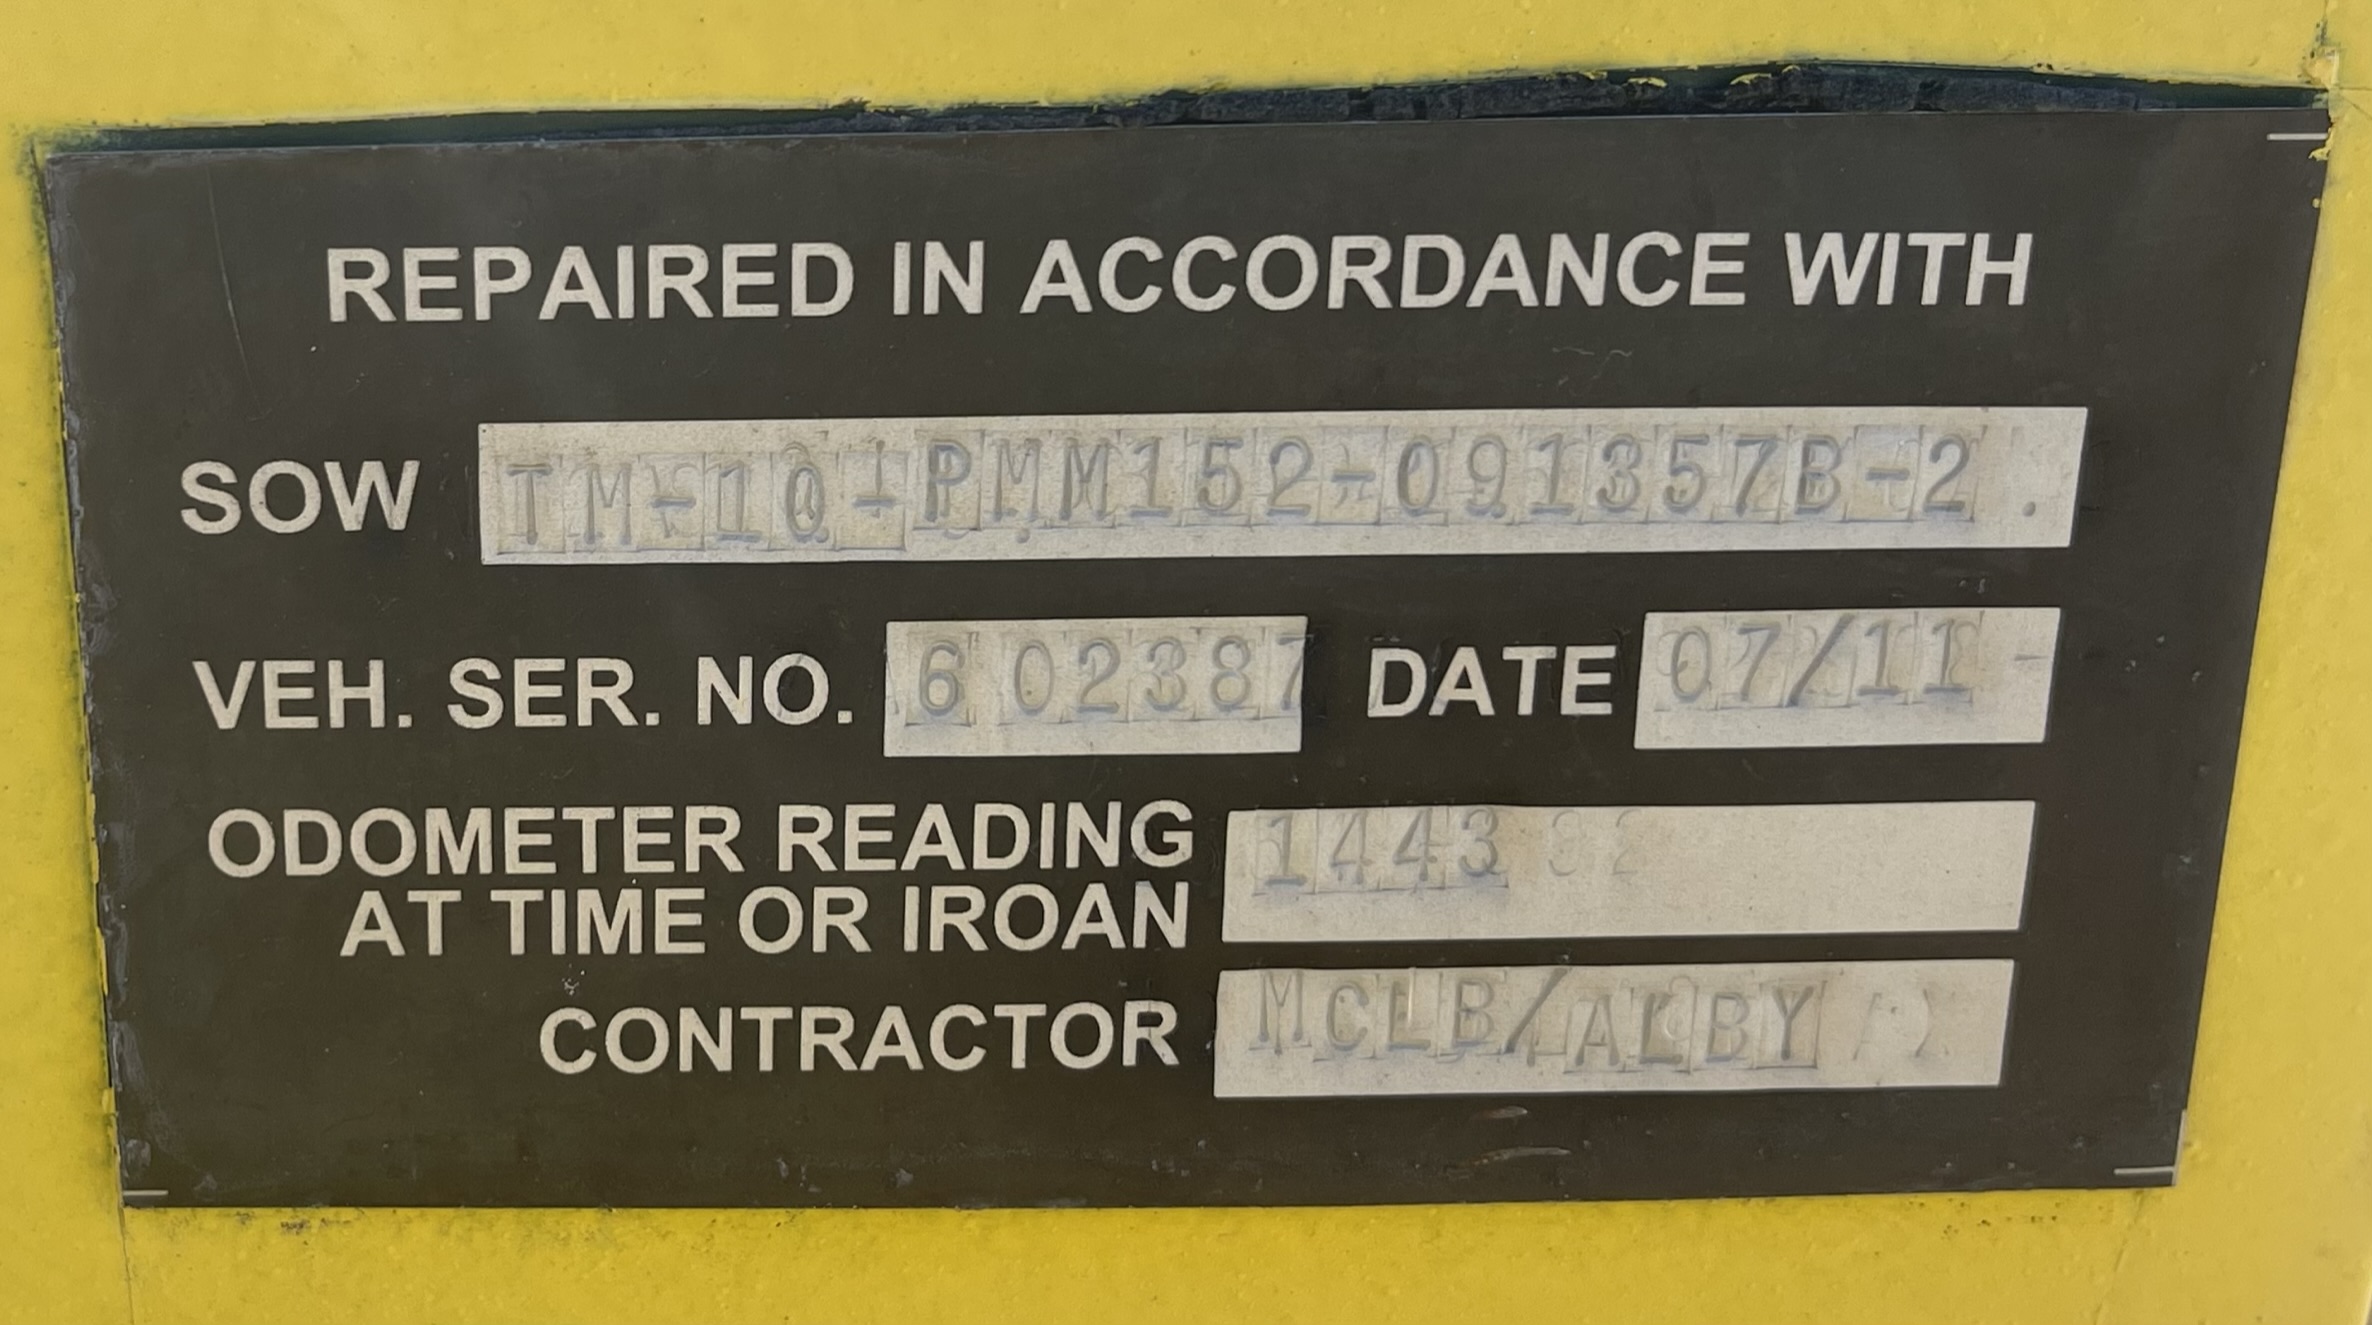 REPAIRED IN ACCORDANCE WITH
SOW TM-10-PMM152-091357B-2
VEH. SER. NO. 602387 DATE 07/11
ODOMETER READING 1443
AT TIME OR IROAN
CONTRACTOR MCLB/ALBY